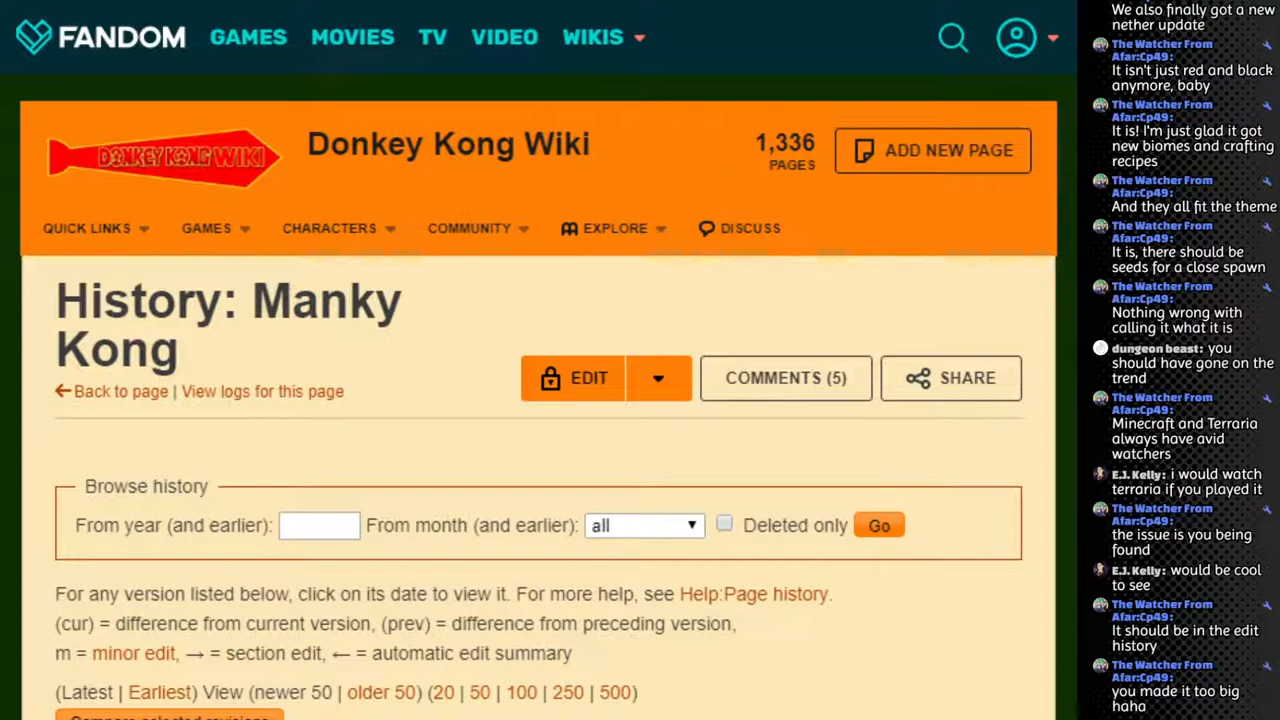 FANDOM GAMES MOVIES TV VIDEO WIKIS
DONKEY KONG WIKI
Donkey Kong Wiki
1,336
PAGES
ADD NEW PAGE
QUICK LINKS GAMES CHARACTERS COMMUNITY EXPLORE DISCUSS
History: Manky
Kong
Back to page | View logs for this page
EDIT
COMMENTS (5)
SHARE
Browse history
From year (and earlier): From month (and earlier): all Deleted only Go
For any version listed below, click on its date to view it. For more help, see Help:Page history.
(cur) = difference from current version, (prev) = difference from preceding version,
m = minor edit, → = section edit, ← = automatic edit summary
(Latest | Earliest) View (newer 50 | older 50) (20 | 50 | 100 | 250 | 500)
Compare selected revisions
We also finally got a new
nether update
The Watcher From
Afar:Cp49:
It isn't just red and black
anymore, baby
The Watcher From
Afar:Cp49:
It is! I'm just glad it got
new biomes and crafting
recipes
The Watcher From
Afar:Cp49:
And they all fit the theme
The Watcher From
Afar:Cp49:
It is, there should be
seeds for a close spawn
The Watcher From
Afar:Cp49:
Nothing wrong with
calling it what it is
dungeon beast: you
should have gone on the
trend
The Watcher From
Afar:Cp49:
Minecraft and Terraria
always have avid
watchers
E.J. Kelly: i would watch
terraria if you played it
The Watcher From
Afar:Cp49:
the issue is you being
found
E.J. Kelly: would be cool
to see
The Watcher From
Afar:Cp49:
It should be in the edit
history
The Watcher From
Afar:Cp49:
you made it too big
haha